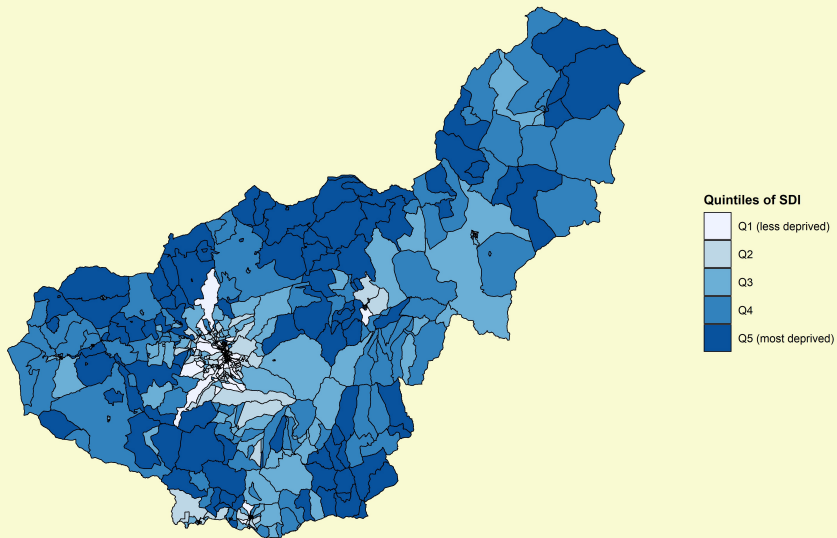 Quintiles of SDI
Q1 (less deprived)
Q2
Q3
Q4
Q5 (most deprived)